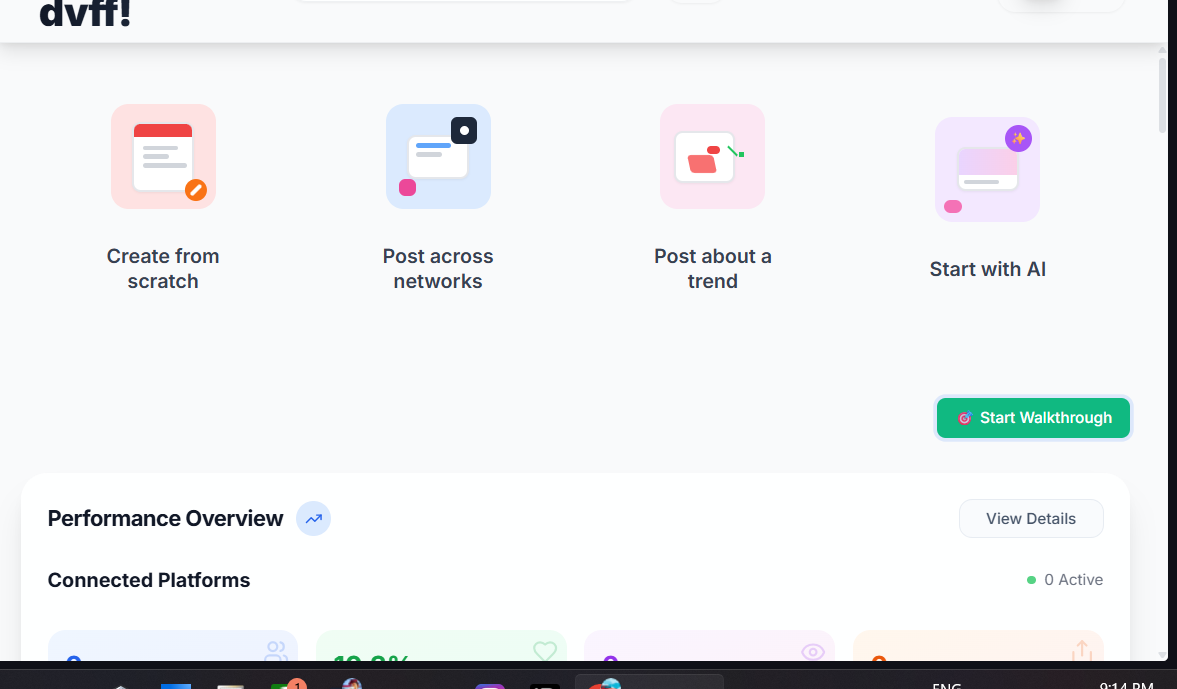 dvff!
Create from
scratch
Post across
networks
Post about a
trend
Start with AI
Start Walkthrough
Performance Overview
View Details
Connected Platforms
0 Active
1
ENG
9:14 PM